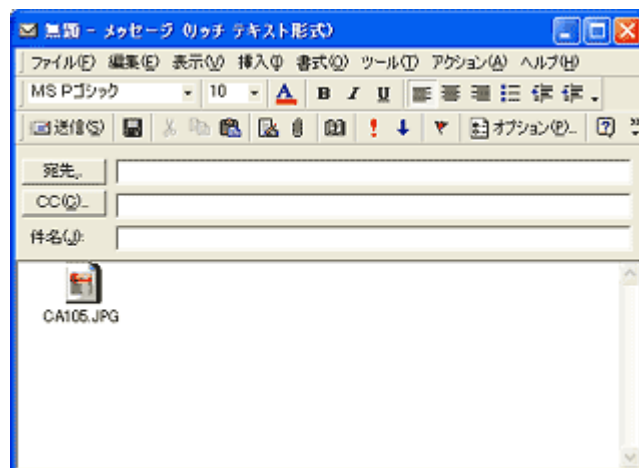 無題 - メッセージ (リッチ テキスト形式)
ファイル(F) 編集(E) 表示(V) 挿入(I) 書式(O) ツール(T) アクション(A) ヘルプ(H)
MS Pゴシック 10 A B I U
送信(S) オプション(P)...
宛先...
CC(C)...
件名(J):
CA105.JPG